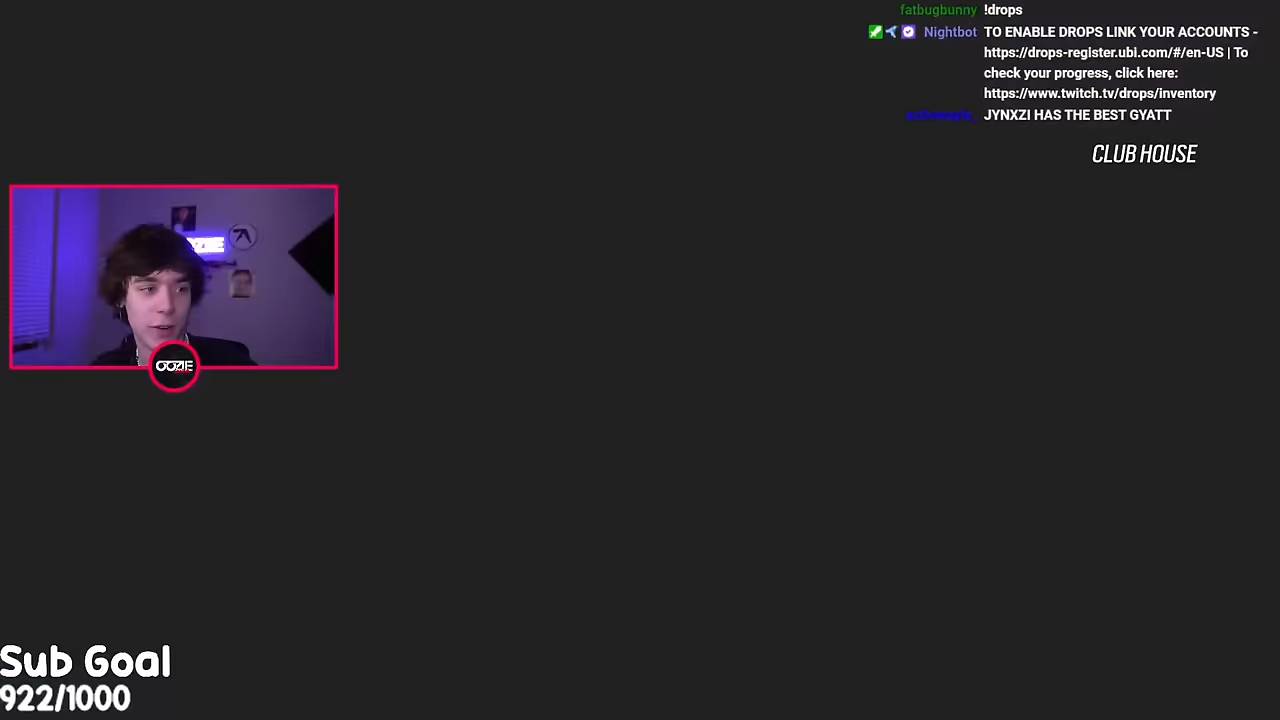 fatbugbunny !drops
Nightbot TO ENABLE DROPS LINK YOUR ACCOUNTS -
https://drops-register.ubi.com/#/en-US | To
check your progress, click here:
https://www.twitch.tv/drops/inventory
JYNXZI HAS THE BEST GYATT
CLUB HOUSE
OOZIE
Sub Goal
922/1000